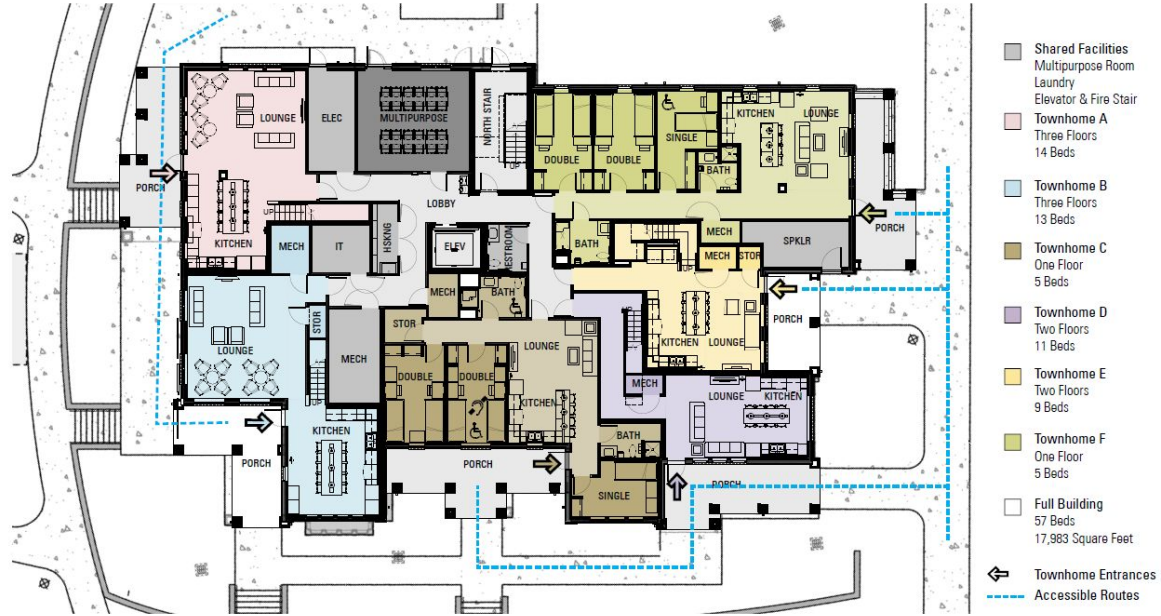 LOUNGE
ELEC
MULTIPURPOSE
NORTH STAIR
UP
PORCH
KITCHEN
UP
LOBBY
HSKNG
ELEV
RESTROOM
MECH
IT
DOUBLE
DOUBLE
SINGLE
BATH
KITCHEN
LOUNGE
BATH
MECH
SPKLR
PORCH
MECH
STOR
UP
KITCHEN
LOUNGE
PORCH
LOUNGE
STOR
UP
MECH
KITCHEN
PORCH
MECH
BATH
STOR
DOUBLE
DOUBLE
LOUNGE
KITCHEN
BATH
SINGLE
PORCH
UP
MECH
LOUNGE
KITCHEN
PORCH
Shared Facilities
Multipurpose Room
Laundry
Elevator & Fire Stair
Townhome A
Three Floors
14 Beds
Townhome B
Three Floors
13 Beds
Townhome C
One Floor
5 Beds
Townhome D
Two Floors
11 Beds
Townhome E
Two Floors
9 Beds
Townhome F
One Floor
5 Beds
Full Building
57 Beds
17,983 Square Feet
Townhome Entrances
Accessible Routes